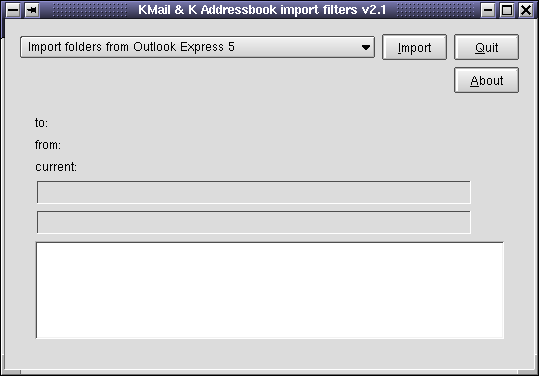 KMail & K Addressbook import filters v2.1
Import folders from Outlook Express 5
Import
Quit
About
to:
from:
current: